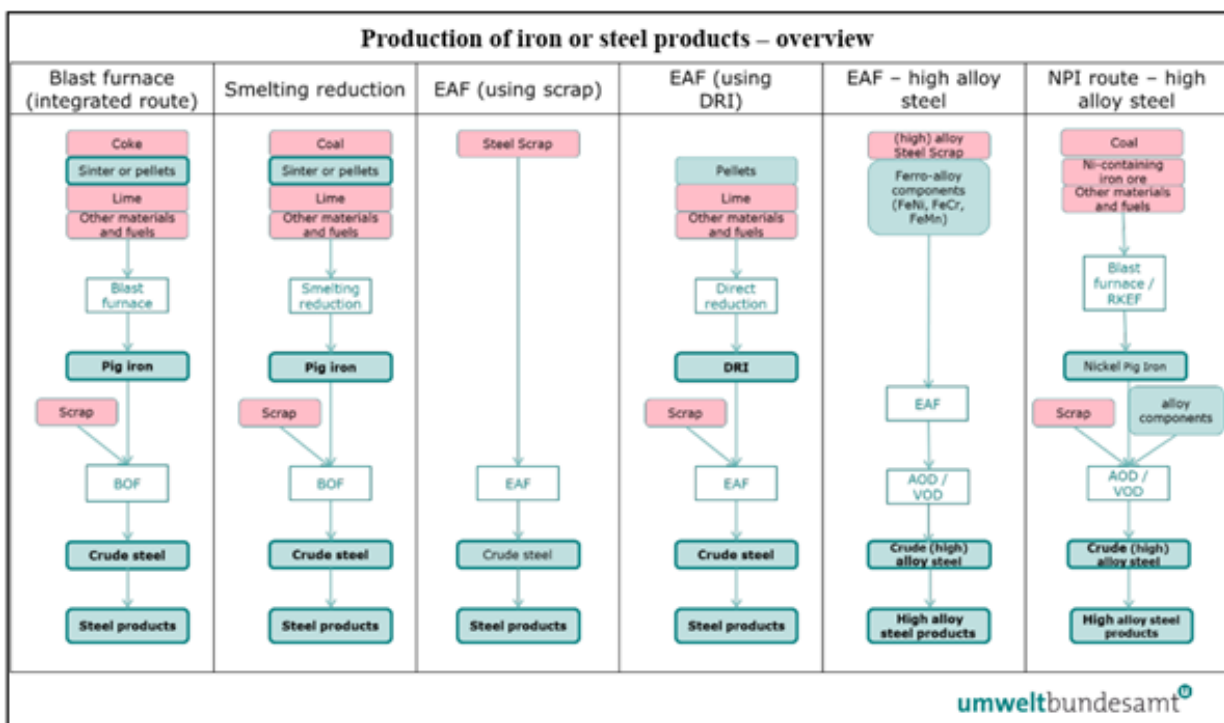 Production of iron or steel products – overview
Blast furnace
(integrated route)
Coke
Sinter or pellets
Lime
Other materials
and fuels
Blast
furnace
Pig iron
Scrap
BOF
Crude steel
Steel products
Smelting reduction
Coal
Sinter or pellets
Lime
Other materials
and fuels
Smelting
reduction
Pig iron
Scrap
BOF
Crude steel
Steel products
EAF (using scrap)
Steel Scrap
EAF
Crude steel
Steel products
EAF (using
DRI)
Pellets
Lime
Other materials
and fuels
Direct
reduction
DRI
Scrap
EAF
Crude steel
Steel products
EAF – high alloy
steel
(high) alloy
Steel Scrap
Ferro-alloy
components
(FeNi, FeCr,
FeMn)
EAF
AOD /
VOD
Crude (high)
alloy steel
High alloy
steel products
NPI route – high
alloy steel
Coal
Ni-containing
iron ore
Other materials
and fuels
Blast
furnace /
RKEF
Nickel Pig Iron
Scrap
alloy
components
AOD /
VOD
Crude (high)
alloy steel
High alloy steel
products
umweltbundesamt